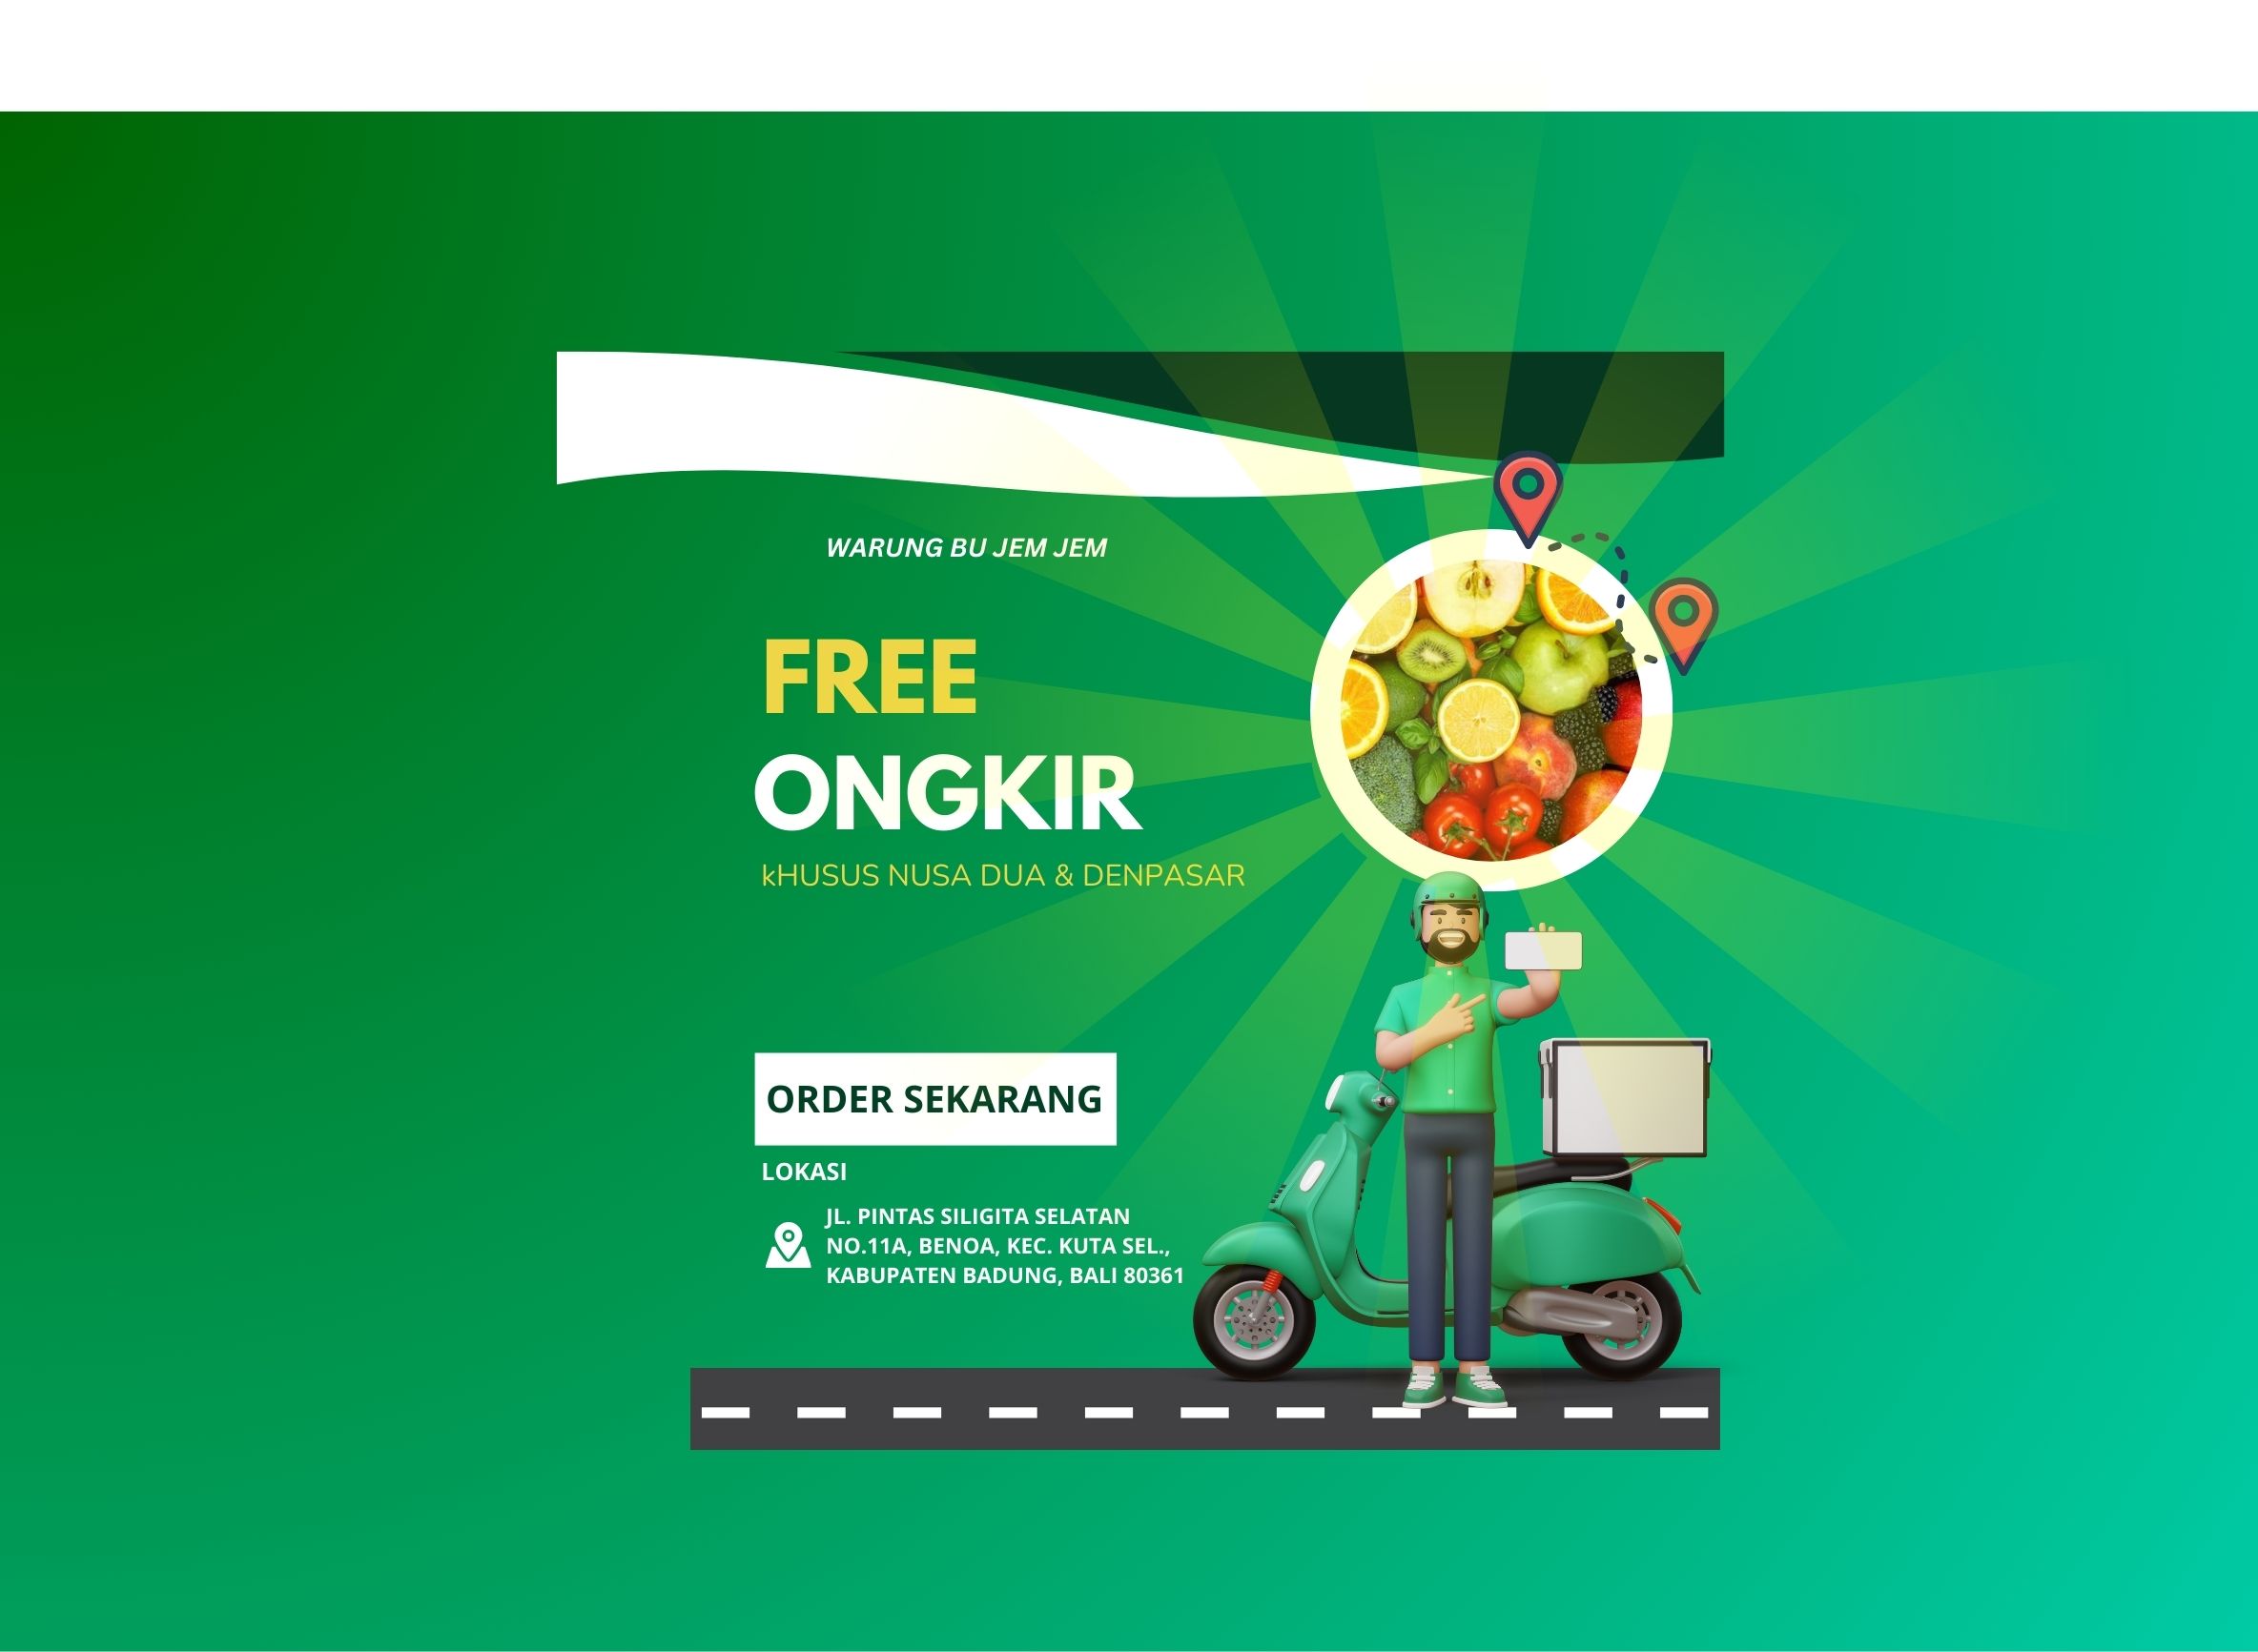 WARUNG BU JEM JEM
FREE
ONGKIR
kHUSUS NUSA DUA & DENPASAR
ORDER SEKARANG
LOKASI
JL. PINTAS SILIGITA SELATAN
NO.11A, BENOA, KEC. KUTA SEL.,
KABUPATEN BADUNG, BALI 80361